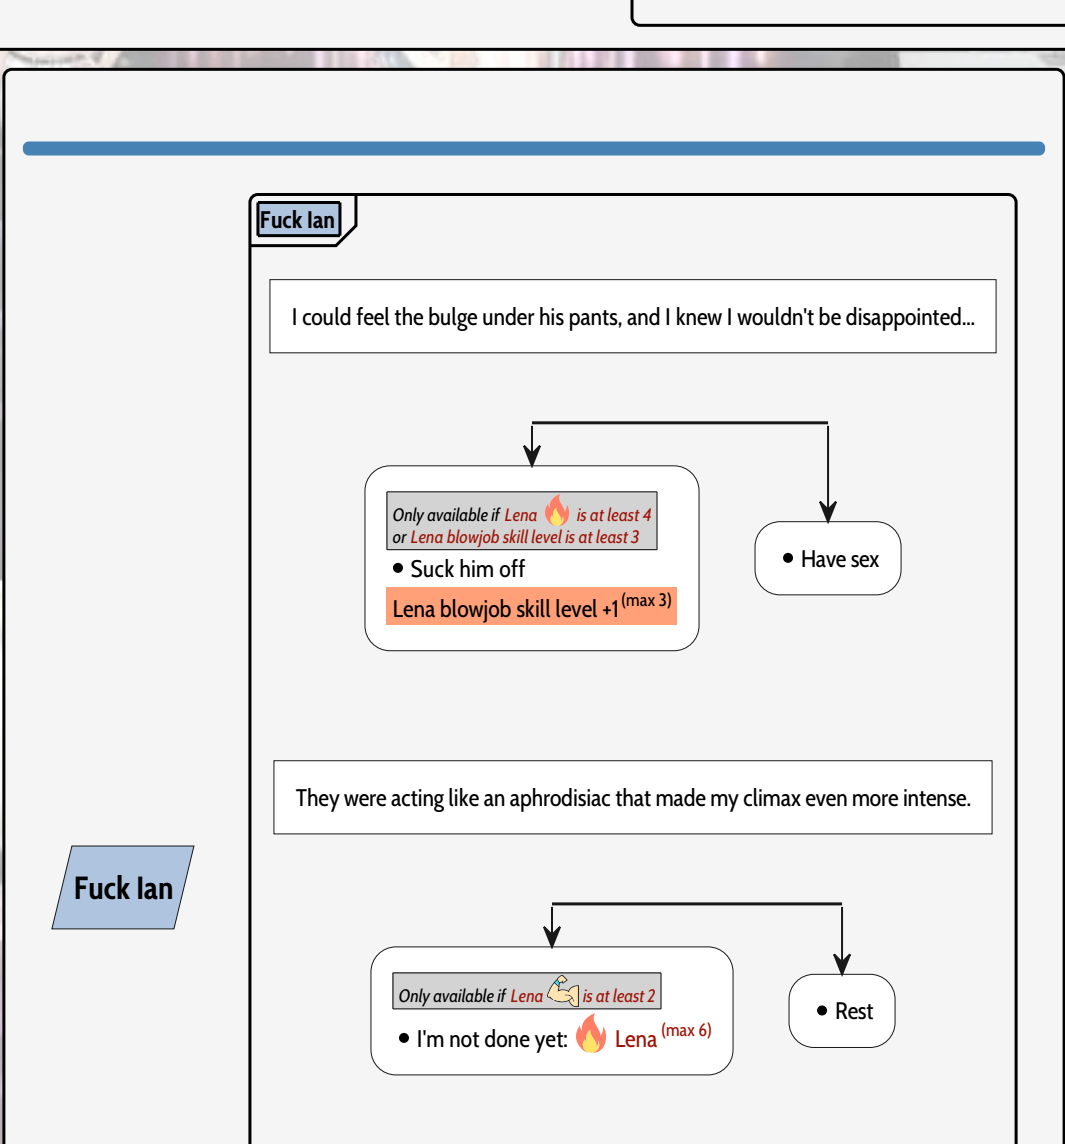 Fuck Ian
I could feel the bulge under his pants, and I knew I wouldn't be disappointed...
Only available if Lena is at least 4
or Lena blowjob skill level is at least 3
• Suck him off
Lena blowjob skill level +1 (max 3)
• Have sex
They were acting like an aphrodisiac that made my climax even more intense.
Fuck Ian
Only available if Lena is at least 2
• I'm not done yet: Lena (max 6)
• Rest